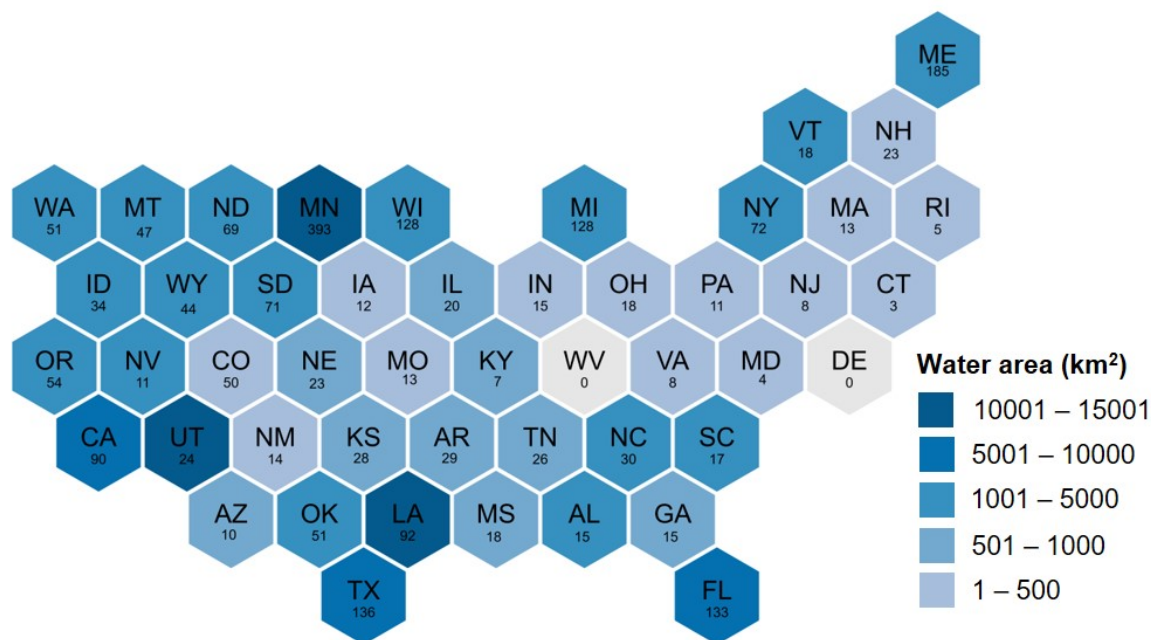 ME
185
VT
18
NH
23
WA
51
MT
47
ND
69
MN
393
WI
128
MI
128
NY
72
MA
13
RI
5
ID
34
WY
44
SD
71
IA
12
IL
20
IN
15
OH
18
PA
11
NJ
8
CT
3
OR
54
NV
11
CO
50
NE
23
MO
13
KY
7
WV
0
VA
8
MD
4
DE
0
CA
90
UT
24
NM
14
KS
28
AR
29
TN
26
NC
30
SC
17
AZ
10
OK
51
LA
92
MS
18
AL
15
GA
15
TX
136
FL
133
Water area (km²)
10001 – 15001
5001 – 10000
1001 – 5000
501 – 1000
1 – 500